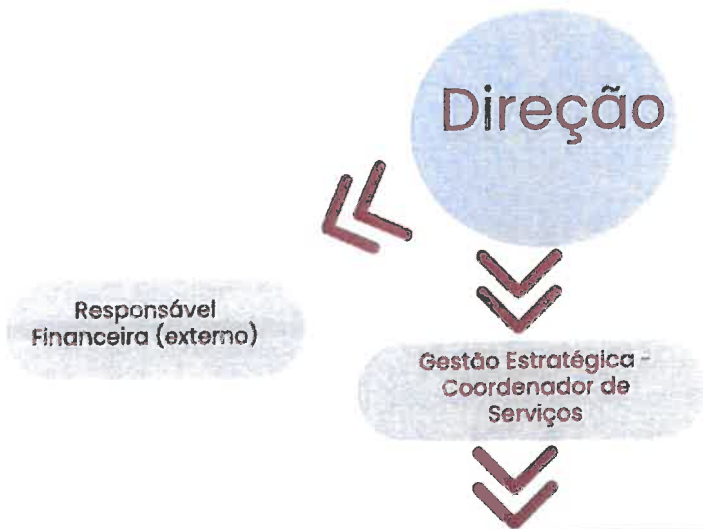 Direção
Responsável
Financeira (externo)
Gestão Estratégica -
Coordenador de
Serviços